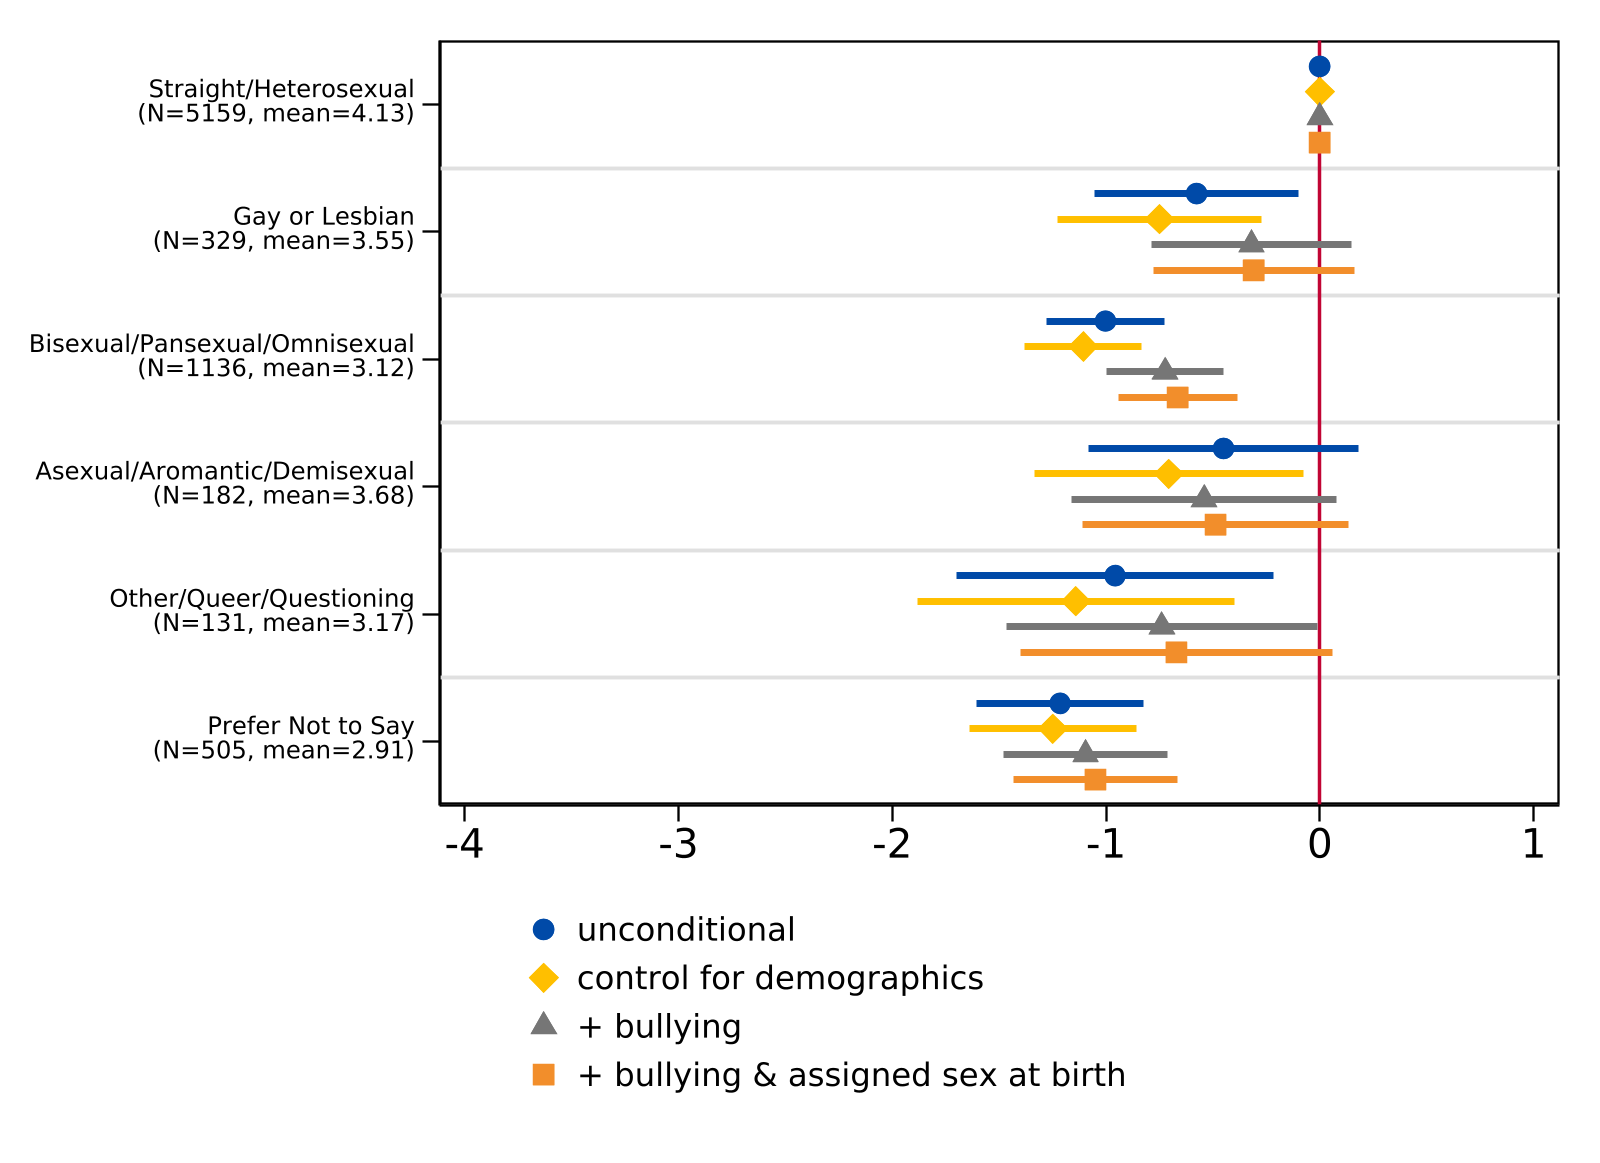 Straight/Heterosexual
(N=5159, mean=4.13)
Gay or Lesbian
(N=329, mean=3.55)
Bisexual/Pansexual/Omnisexual
(N=1136, mean=3.12)
Asexual/Aromantic/Demisexual
(N=182, mean=3.68)
Other/Queer/Questioning
(N=131, mean=3.17)
Prefer Not to Say
(N=505, mean=2.91)
-4 -3 -2 -1 0 1
unconditional
control for demographics
+ bullying
+ bullying & assigned sex at birth